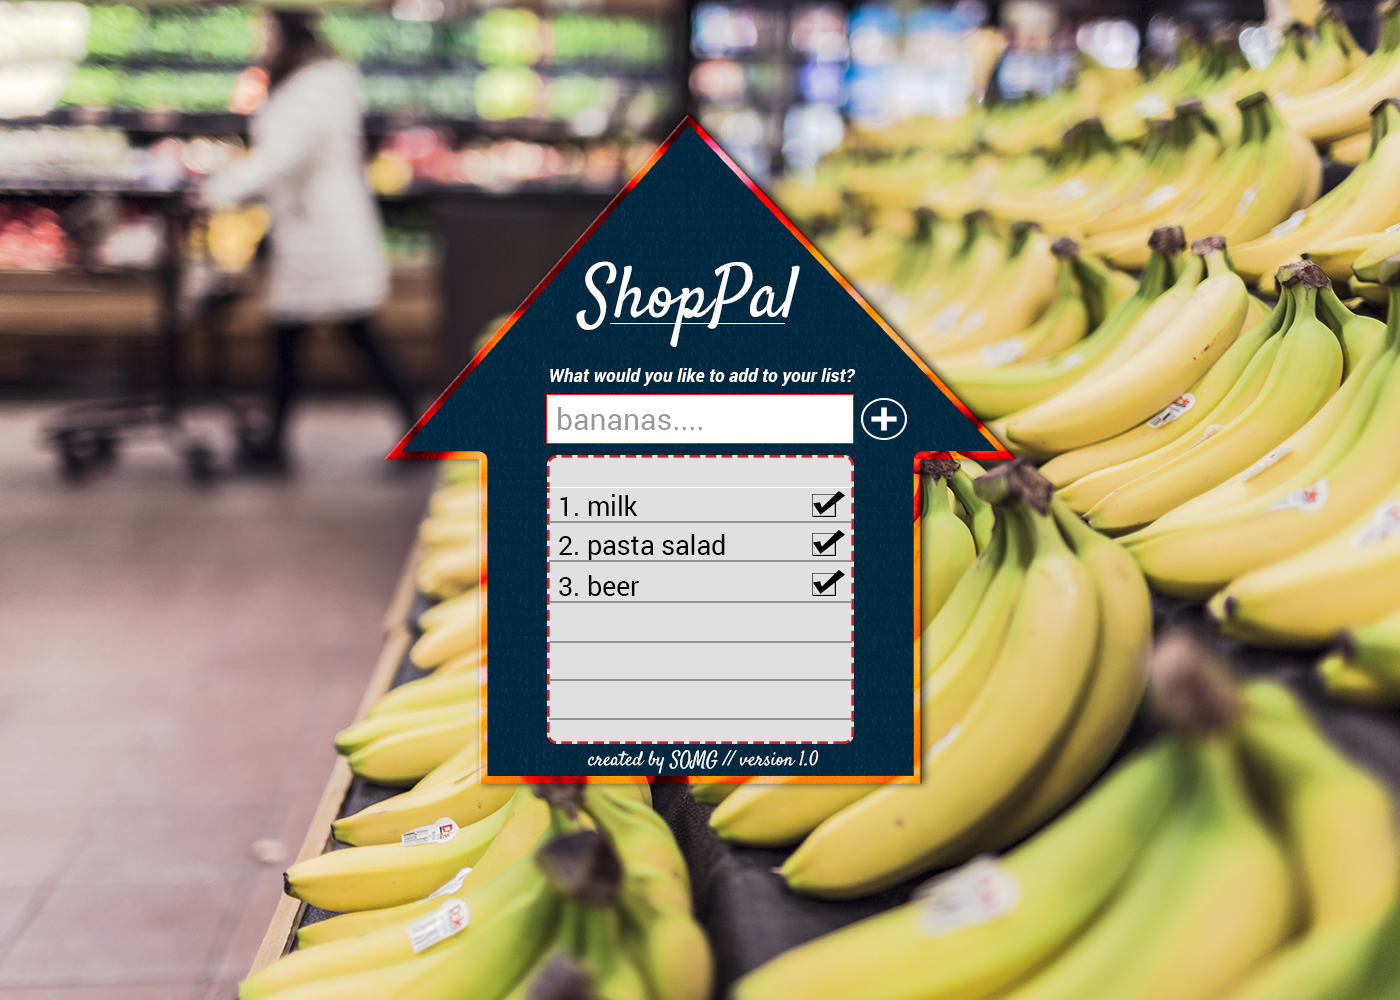 ShopPal
What would you like to add to your list?
bananas....
1. milk
2. pasta salad
3. beer
created by SOMG // version 1.0